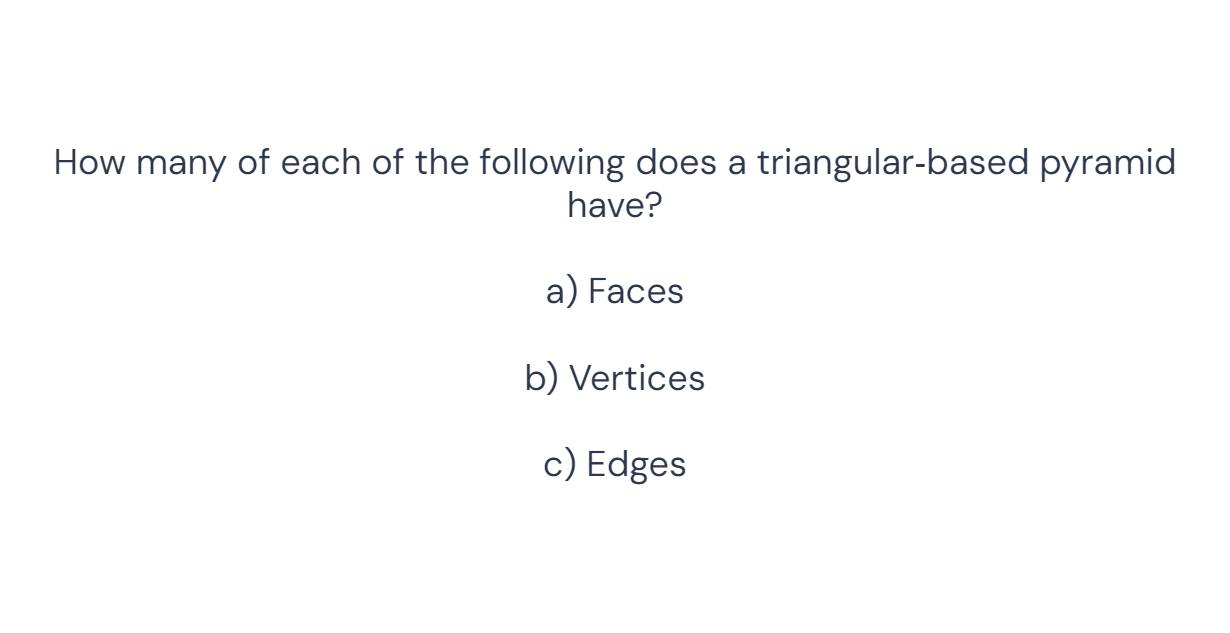 How many of each of the following does a triangular-based pyramid
have?
a) Faces
b) Vertices
c) Edges